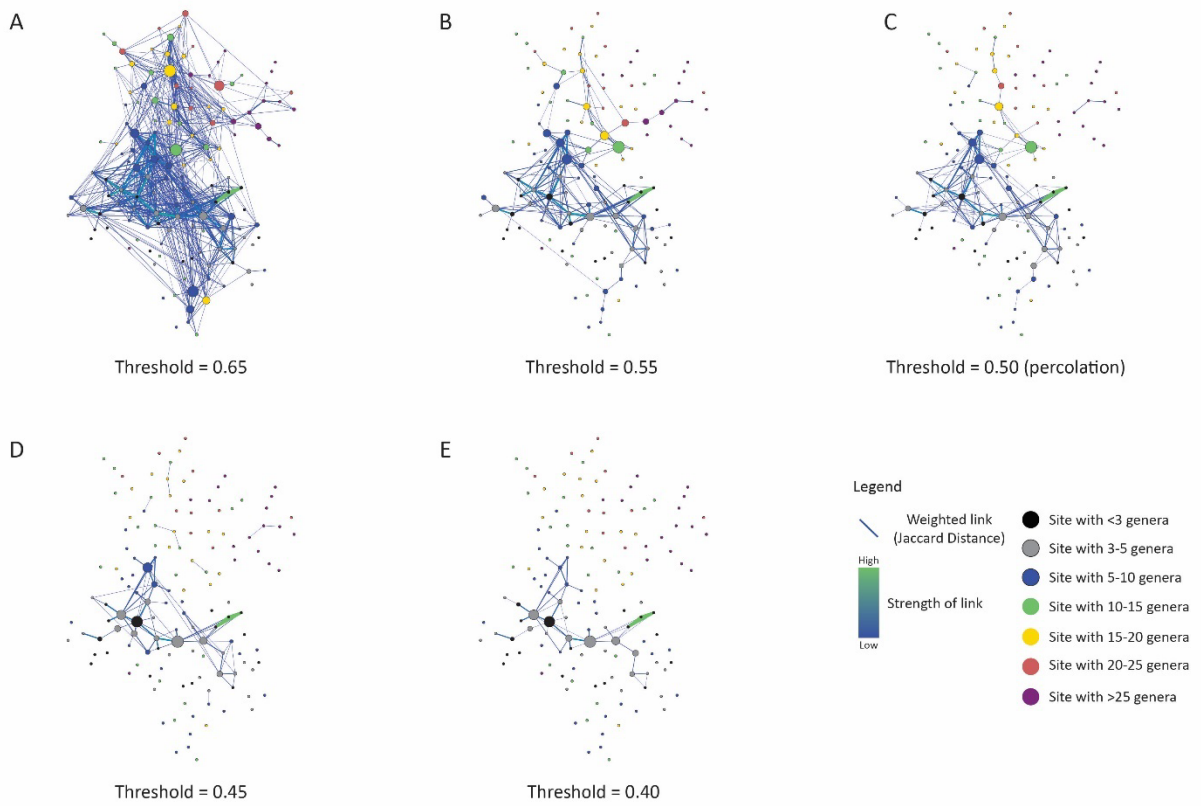 A
B
C
Threshold = 0.65
Threshold = 0.55
Threshold = 0.50 (percolation)
D
E
Threshold = 0.45
Threshold = 0.40
Legend
Weighted link
(Jaccard Distance)
High
Strength of link
Low
Site with <3 genera
Site with 3-5 genera
Site with 5-10 genera
Site with 10-15 genera
Site with 15-20 genera
Site with 20-25 genera
Site with >25 genera